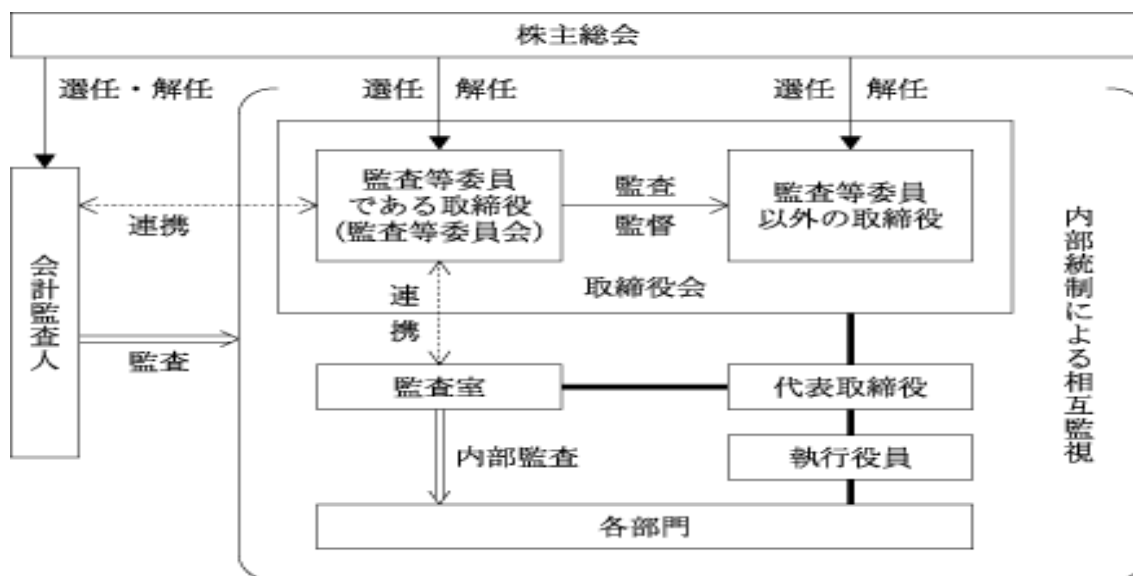 株主総会
選任・解任
選任 解任
選任 解任
監査等委員
である取締役
(監査等委員会)
監査
監督
監査等委員
以外の取締役
連携
取締役会
連
携
会計監査人
監査
監査室
代表取締役
内部監査
執行役員
各部門
内部統制による相互監視